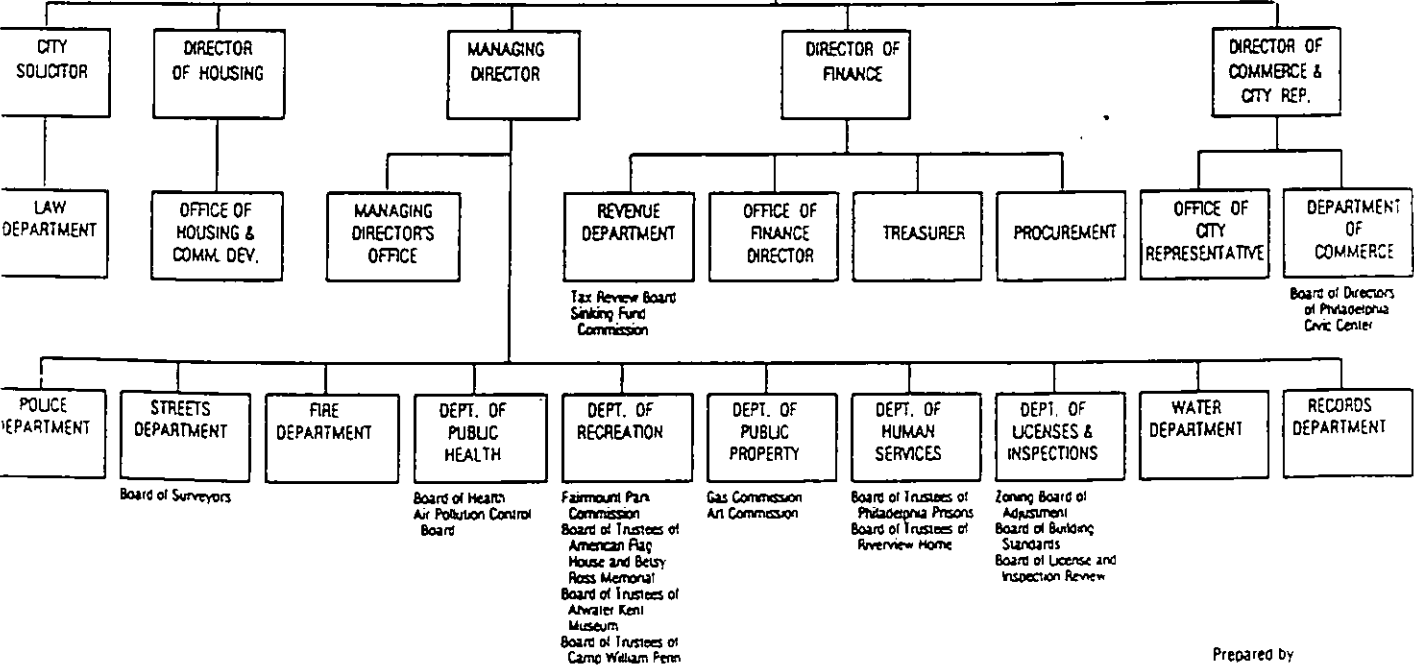 CITY
SOLICITOR
DIRECTOR
OF HOUSING
MANAGING
DIRECTOR
DIRECTOR OF
FINANCE
DIRECTOR OF
COMMERCE &
CITY REP.
LAW
DEPARTMENT
OFFICE OF
HOUSING &
COMM. DEV.
MANAGING
DIRECTOR'S
OFFICE
REVENUE
DEPARTMENT
Tax Review Board
Sinking Fund
Commission
OFFICE OF
FINANCE
DIRECTOR
TREASURER
PROCUREMENT
OFFICE OF
CITY
REPRESENTATIVE
DEPARTMENT
OF
COMMERCE
Board of Directors
of Philadelphia
Civic Center
POLICE
DEPARTMENT
STREETS
DEPARTMENT
Board of Surveyors
FIRE
DEPARTMENT
DEPT. OF
PUBLIC
HEALTH
Board of Health
Air Pollution Control
Board
DEPT. OF
RECREATION
Fairmount Park
Commission
Board of Trustees of
American Flag
House and Betsy
Ross Memorial
Board of Trustees of
Atwater Kent
Museum
Board of Trustees of
Camp William Penn
DEPT. OF
PUBLIC
PROPERTY
Gas Commission
Art Commission
DEPT. OF
HUMAN
SERVICES
Board of Trustees of
Philadelphia Prisons
Board of Trustees of
Riverview Home
DEPT. OF
LICENSES &
INSPECTIONS
Zoning Board of
Adjustment
Board of Building
Standards
Board of License and
Inspection Review
WATER
DEPARTMENT
RECORDS
DEPARTMENT
Prepared by